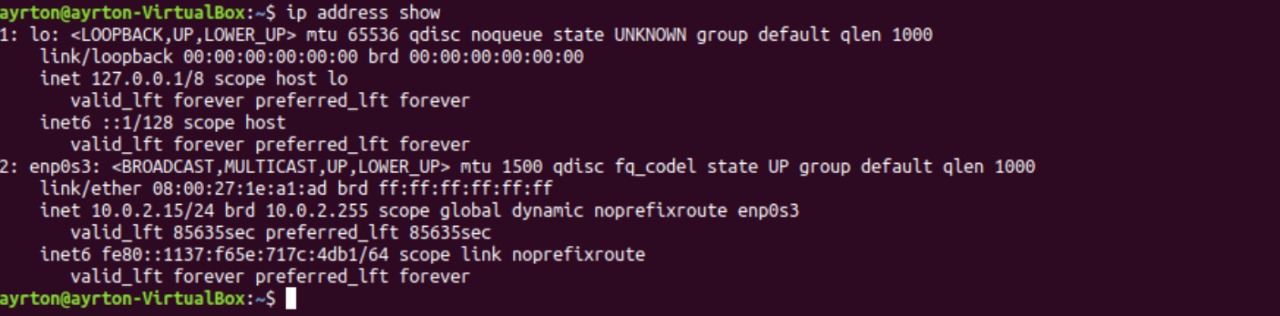 ayrton@ayrton-VirtualBox:~$ ip address show
1: lo: <LOOPBACK,UP,LOWER_UP> mtu 65536 qdisc noqueue state UNKNOWN group default qlen 1000
    link/loopback 00:00:00:00:00:00 brd 00:00:00:00:00:00
    inet 127.0.0.1/8 scope host lo
       valid_lft forever preferred_lft forever
    inet6 ::1/128 scope host
       valid_lft forever preferred_lft forever
2: enp0s3: <BROADCAST,MULTICAST,UP,LOWER_UP> mtu 1500 qdisc fq_codel state UP group default qlen 1000
    link/ether 08:00:27:1e:a1:ad brd ff:ff:ff:ff:ff:ff
    inet 10.0.2.15/24 brd 10.0.2.255 scope global dynamic noprefixroute enp0s3
       valid_lft 85635sec preferred_lft 85635sec
    inet6 fe80::1137:f65e:717c:4db1/64 scope link noprefixroute
       valid_lft forever preferred_lft forever
ayrton@ayrton-VirtualBox:~$